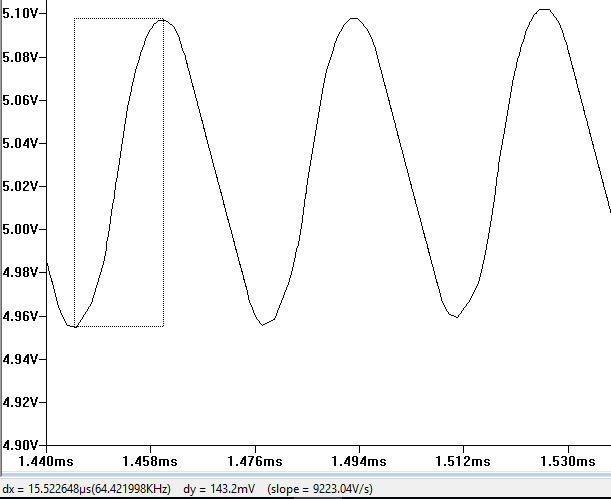 5.10V
5.08V
5.06V
5.04V
5.02V
5.00V
4.98V
4.96V
4.94V
4.92V
4.90V
1.440ms 1.458ms 1.476ms 1.494ms 1.512ms 1.530ms
dx = 15.522648µs(64.421998KHz) dy = 143.2mV (slope = 9223.04V/s)